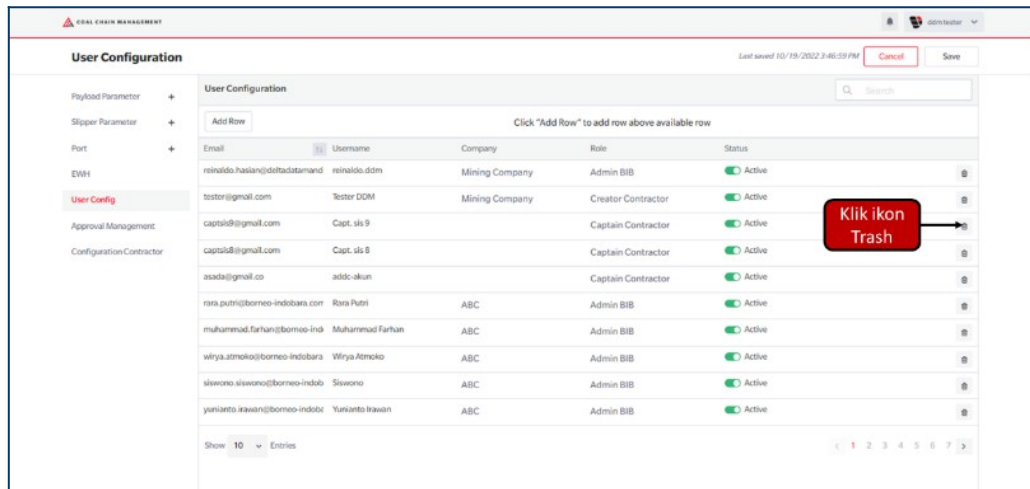 COAL CHAIN MANAGEMENT
ddm tester
User Configuration
Last saved 10/19/2022 3:46:59 PM
Cancel
Save
Payload Parameter +
Slipper Parameter +
Port +
EWH
User Config
Approval Management
Configuration Contractor
User Configuration
Search
Add Row
Click "Add Row" to add row above available row
Email Username Company Role Status
reinaldo.hasian@deltadatamand reinaldo.ddm Mining Company Admin BIB Active
tester@gmail.com Tester DDM Mining Company Creator Contractor Active
captsis9@gmail.com Capt. sis 9 Captain Contractor Active
Klik ikon
Trash
captsis8@gmail.com Capt. sis 8 Captain Contractor Active
asada@gmail.co addc-akun Captain Contractor Active
rara.putri@borneo-indobara.com Rara Putri ABC Admin BIB Active
muhammad.farhan@borneo-indo Muhammad Farhan ABC Admin BIB Active
wirya.atmoko@borneo-indobara. Wirya Atmoko ABC Admin BIB Active
siswono.siswono@borneo-indob Siswono ABC Admin BIB Active
yunianto.irawan@borneo-indoba Yunianto Irawan ABC Admin BIB Active
Show 10 Entries
< 1 2 3 4 5 6 7 >